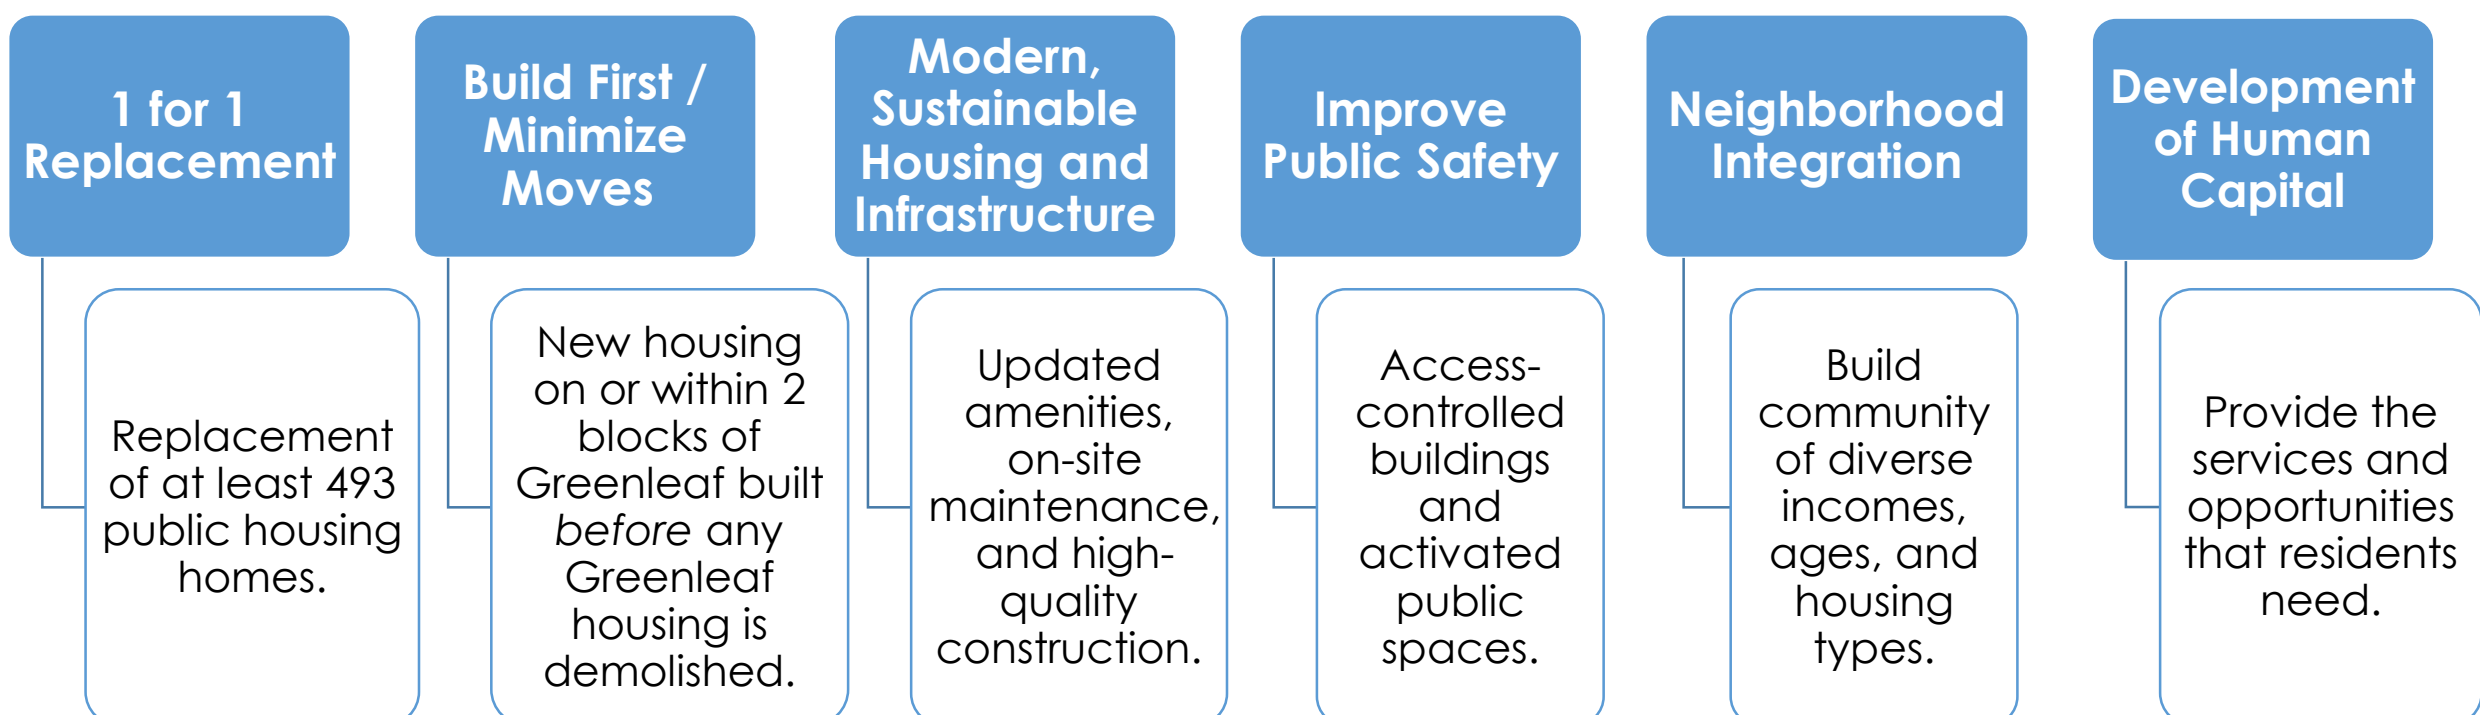 1 for 1
Replacement
Replacement
of at least 493
public housing
homes.
Build First /
Minimize
Moves
New housing
on or within 2
blocks of
Greenleaf built
before any
Greenleaf
housing is
demolished.
Modern,
Sustainable
Housing and
Infrastructure
Updated
amenities,
on-site
maintenance,
and high-
quality
construction.
Improve
Public Safety
Access-
controlled
buildings
and
activated
public
spaces.
Neighborhood
Integration
Build
community
of diverse
incomes,
ages, and
housing
types.
Development
of Human
Capital
Provide the
services and
opportunities
that residents
need.